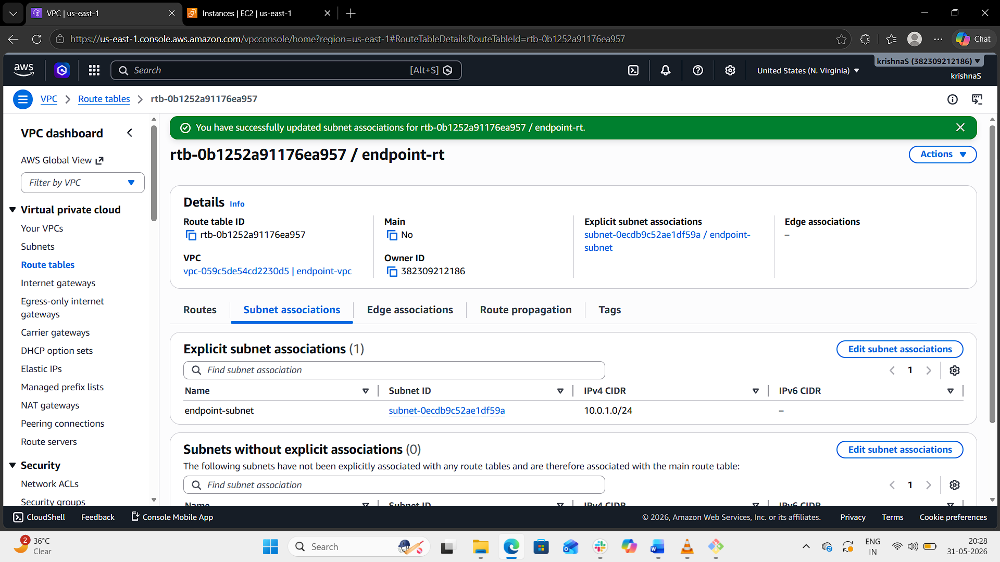 VPC | us-east-1
Instances | EC2 | us-east-1
https://us-east-1.console.aws.amazon.com/vpcconsole/home?region=us-east-1#RouteTableDetails:RouteTableId=rtb-0b1252a91176ea957
Chat
aws
Search
[Alt+S]
United States (N. Virginia)
krishnaS (382309212186)
krishnaS
VPC
Route tables
rtb-0b1252a91176ea957
VPC dashboard
AWS Global View
Filter by VPC
Virtual private cloud
Your VPCs
Subnets
Route tables
Internet gateways
Egress-only internet
gateways
Carrier gateways
DHCP option sets
Elastic IPs
Managed prefix lists
NAT gateways
Peering connections
Route servers
Security
Network ACLs
Security groups
You have successfully updated subnet associations for rtb-0b1252a91176ea957 / endpoint-rt.
rtb-0b1252a91176ea957 / endpoint-rt
Actions
Details Info
Route table ID
rtb-0b1252a91176ea957
Main
No
Explicit subnet associations
subnet-0ecdb9c52ae1df59a / endpoint-
subnet
Edge associations
–
VPC
vpc-059c5de54cd2230d5 | endpoint-vpc
Owner ID
382309212186
Routes
Subnet associations
Edge associations
Route propagation
Tags
Explicit subnet associations (1)
Edit subnet associations
Find subnet association
1
Name Subnet ID IPv4 CIDR IPv6 CIDR
endpoint-subnet subnet-0ecdb9c52ae1df59a 10.0.1.0/24 –
Subnets without explicit associations (0)
Edit subnet associations
The following subnets have not been explicitly associated with any route tables and are therefore associated with the main route table:
Find subnet association
1
Name Subnet ID IPv4 CIDR IPv6 CIDR
CloudShell
Feedback
Console Mobile App
© 2026, Amazon Web Services, Inc. or its affiliates.
Privacy
Terms
Cookie preferences
2
36°C
Clear
Search
ENG
IN
20:28
31-05-2026